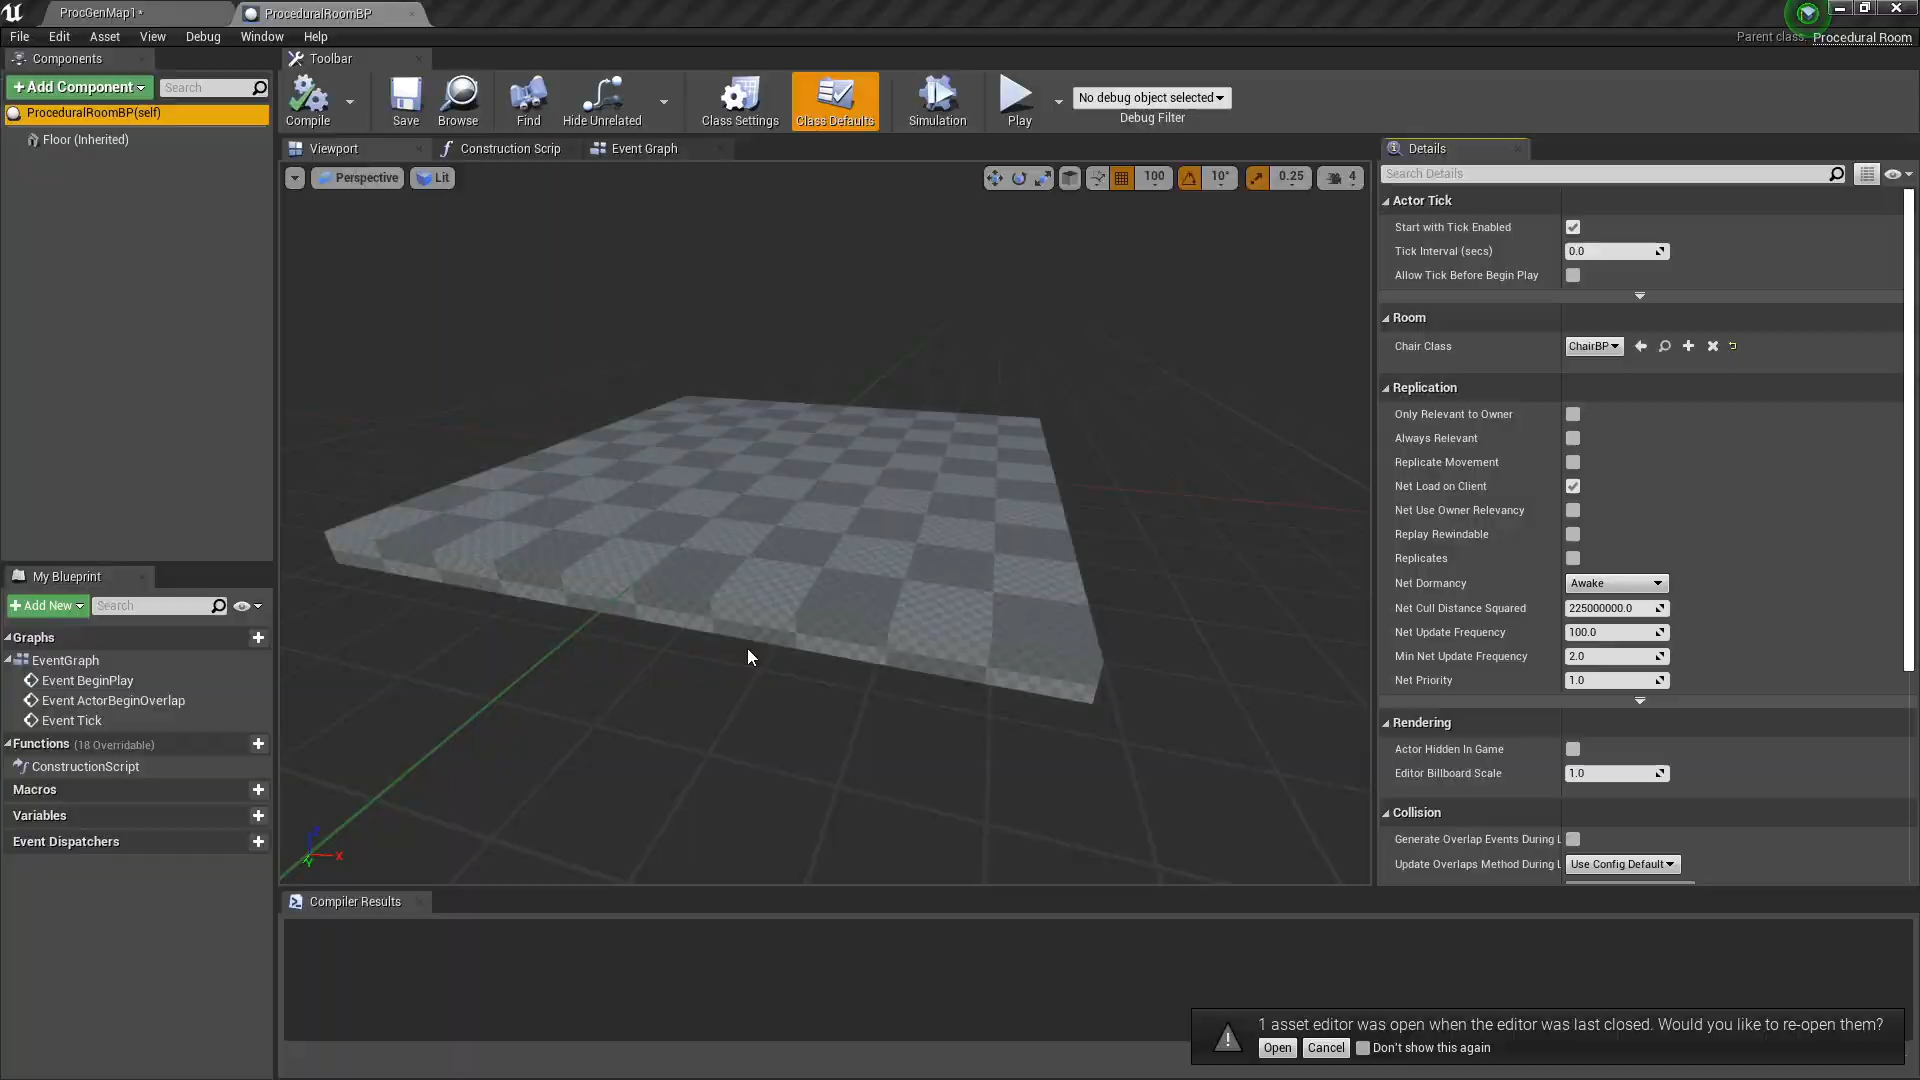 ProcGenMap1*
ProceduralRoomBP
File Edit Asset View Debug Window Help
Parent class: Procedural Room
Components
Toolbar
+Add Component
Search
ProceduralRoomBP(self)
Floor (Inherited)
Compile
Save
Browse
Find
Hide Unrelated
Class Settings
Class Defaults
Simulation
Play
No debug object selected
Debug Filter
Viewport
Construction Scrip
Event Graph
Perspective
Lit
100
10°
0.25
4
Details
Search Details
Actor Tick
Start with Tick Enabled
Tick Interval (secs) 0.0
Allow Tick Before Begin Play
Room
Chair Class ChairBP
Replication
Only Relevant to Owner
Always Relevant
Replicate Movement
Net Load on Client
Net Use Owner Relevancy
Replay Rewindable
Replicates
Net Dormancy Awake
Net Cull Distance Squared 225000000.0
Net Update Frequency 100.0
Min Net Update Frequency 2.0
Net Priority 1.0
Rendering
Actor Hidden In Game
Editor Billboard Scale 1.0
Collision
Generate Overlap Events During L
Update Overlaps Method During L Use Config Default
My Blueprint
+Add New
Search
Graphs
EventGraph
Event BeginPlay
Event ActorBeginOverlap
Event Tick
Functions (18 Overridable)
ConstructionScript
Macros
Variables
Event Dispatchers
X
Y
Compiler Results
1 asset editor was open when the editor was last closed. Would you like to re-open them?
Open Cancel Don't show this again